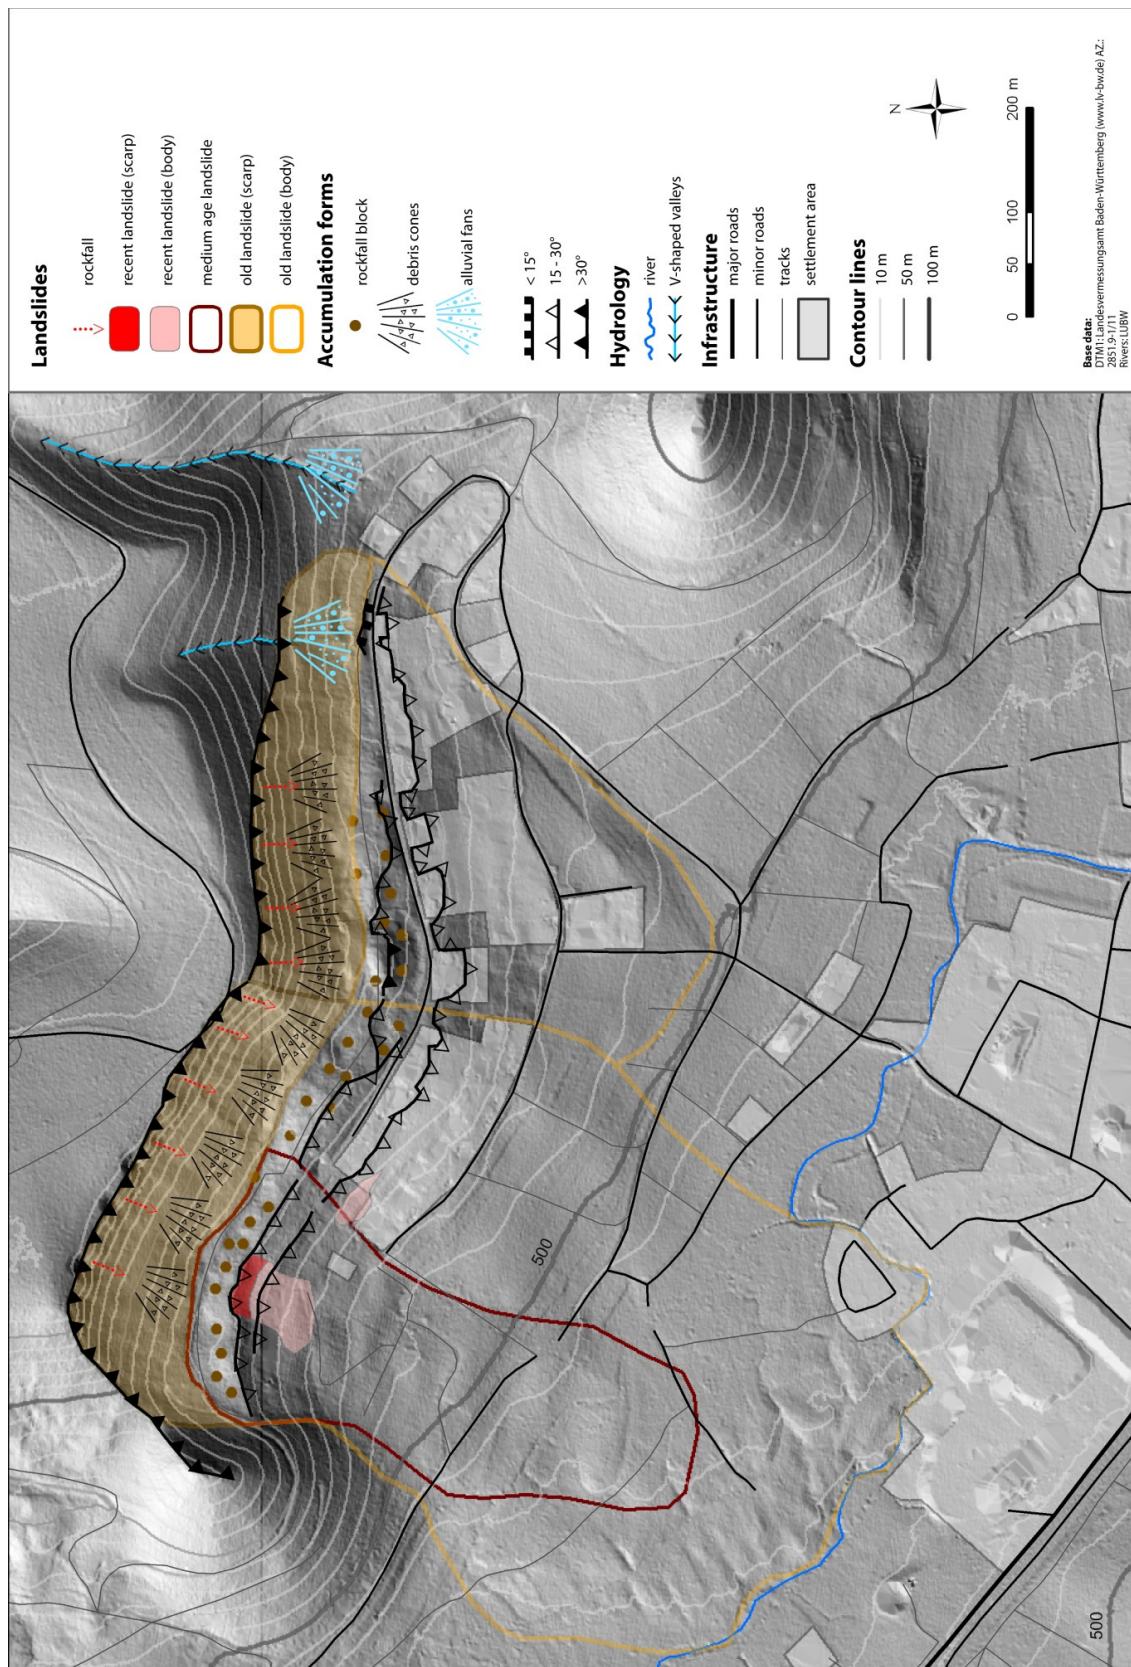 Landslides
rockfall
recent landslide (scarp)
recent landslide (body)
medium age landslide
old landslide (scarp)
old landslide (body)
Accumulation forms
rockfall block
debris cones
alluvial fans
< 15°
15 - 30°
>30°
Hydrology
river
V-shaped valleys
Infrastructure
major roads
minor roads
tracks
settlement area
Contour lines
10 m
50 m
100 m
N
0 50 100 200 m
Base data:
DTM1: Landesvermessungsamt Baden-Württemberg (www.lv-bw.de) AZ.:
2851.9-1/11
Rivers: LUBW
500
500